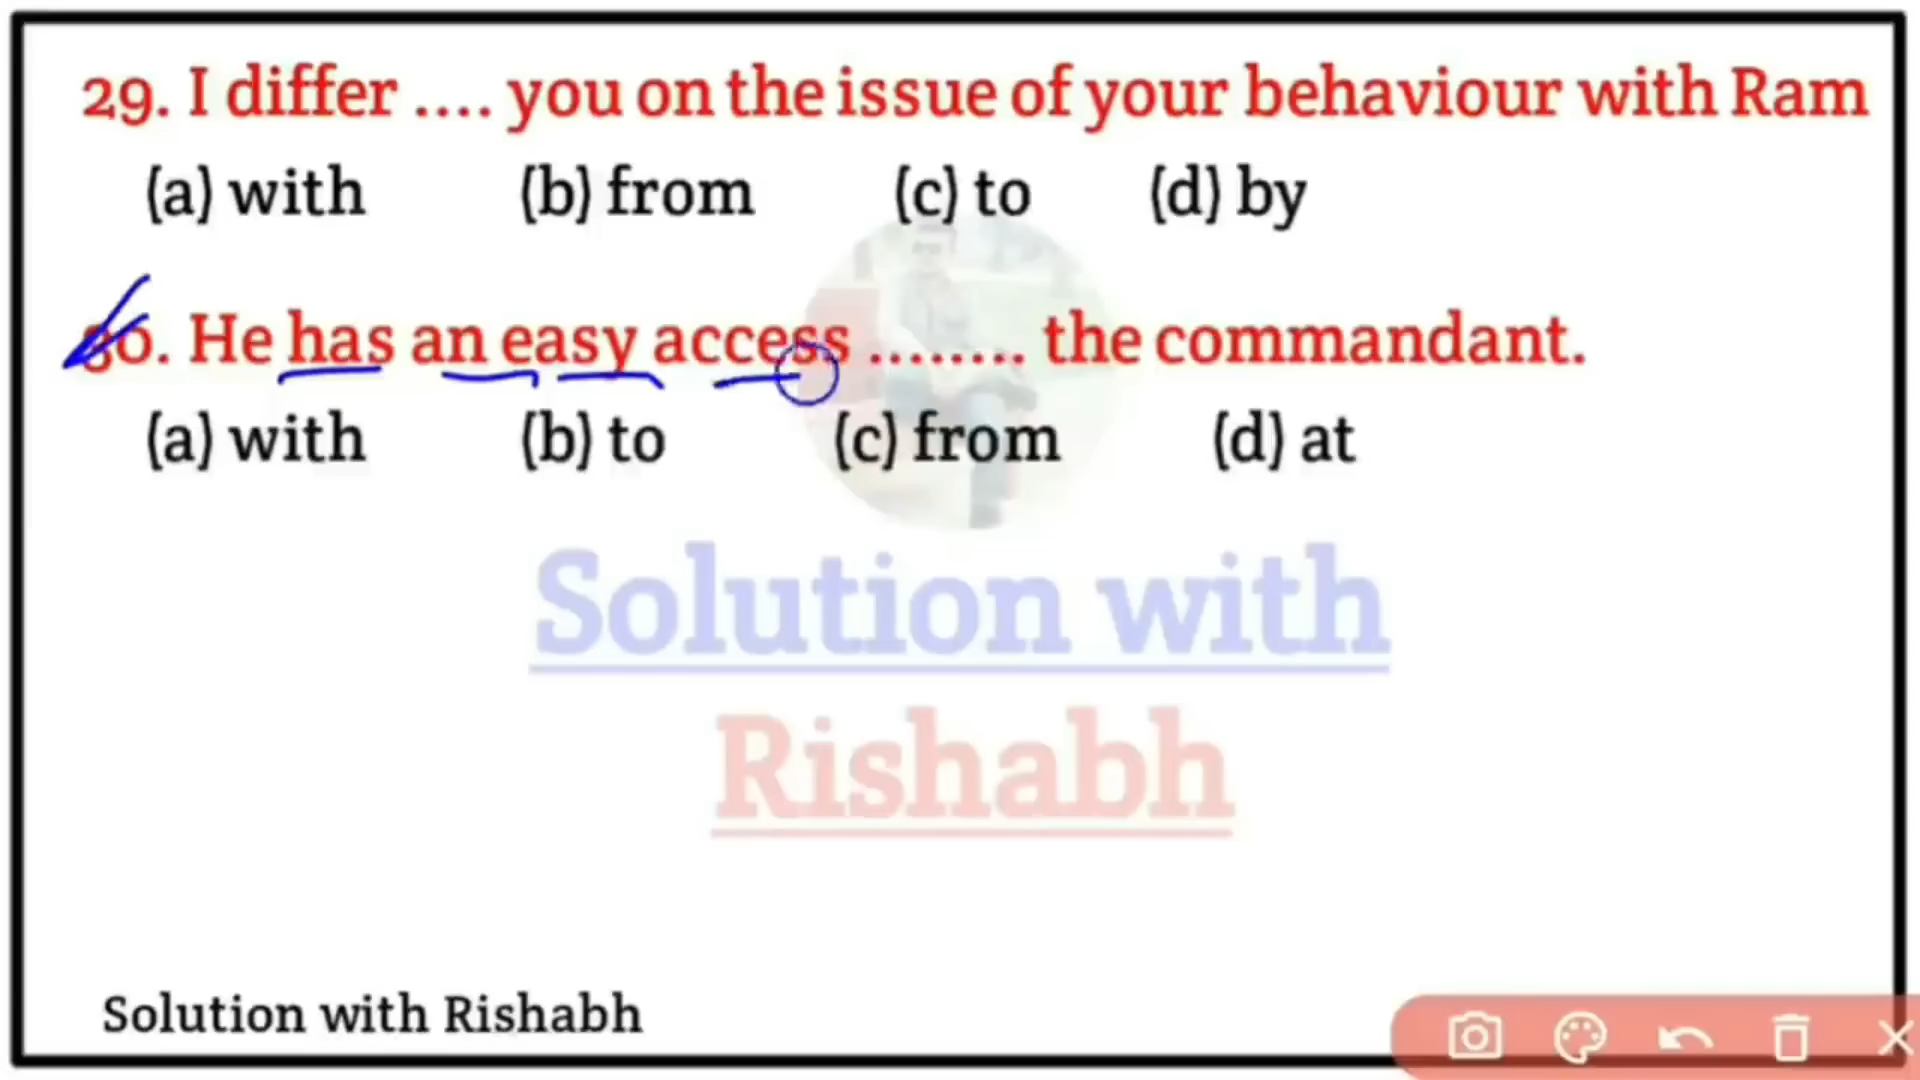 29. I differ .... you on the issue of your behaviour with Ram
(a) with (b) from (c) to (d) by
30. He has an easy access ........ the commandant.
(a) with (b) to (c) from (d) at
Solution with
Rishabh
Solution with Rishabh